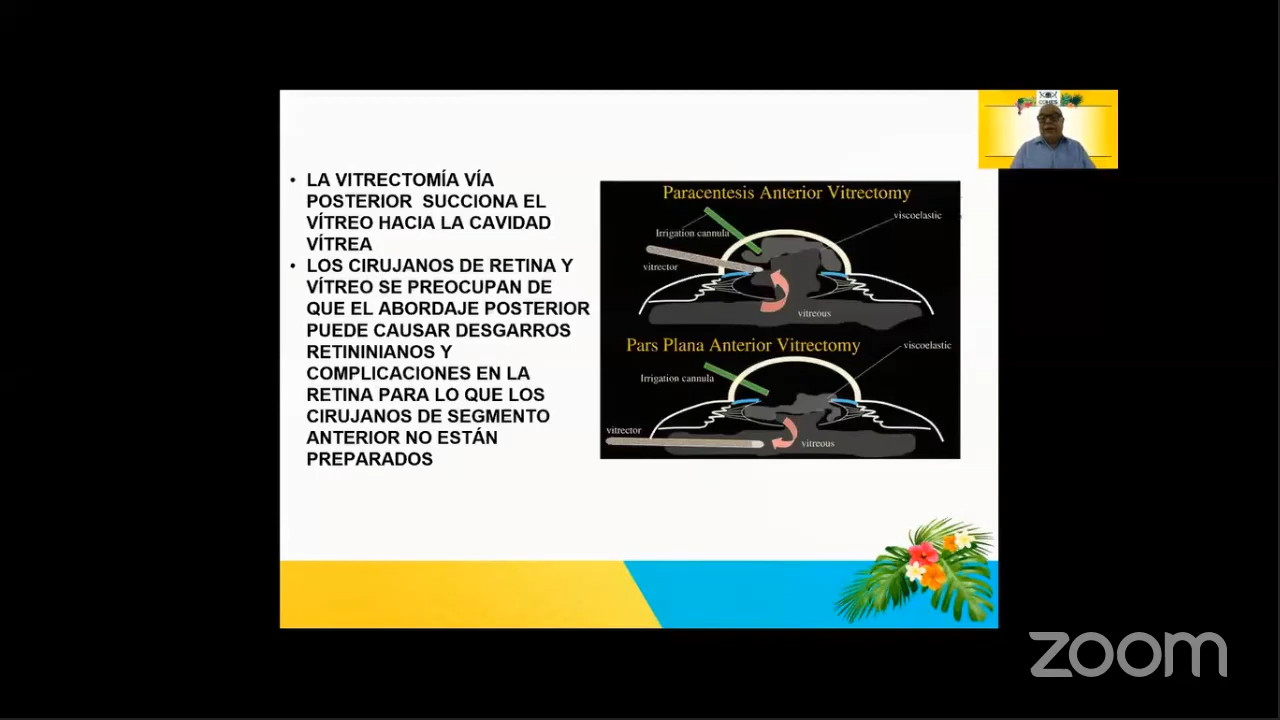 • LA VITRECTOMÍA VÍA
POSTERIOR SUCCIONA EL
VÍTREO HACIA LA CAVIDAD
VÍTREA
• LOS CIRUJANOS DE RETINA Y
VÍTREO SE PREOCUPAN DE
QUE EL ABORDAJE POSTERIOR
PUEDE CAUSAR DESGARROS
RETININIANOS Y
COMPLICACIONES EN LA
RETINA PARA LO QUE LOS
CIRUJANOS DE SEGMENTO
ANTERIOR NO ESTÁN
PREPARADOS
Paracentesis Anterior Vitrectomy
viscoelastic
Irrigation cannula
vitrector
vitreous
Pars Plana Anterior Vitrectomy
viscoelastic
Irrigation cannula
vitrector
vitreous
zoom